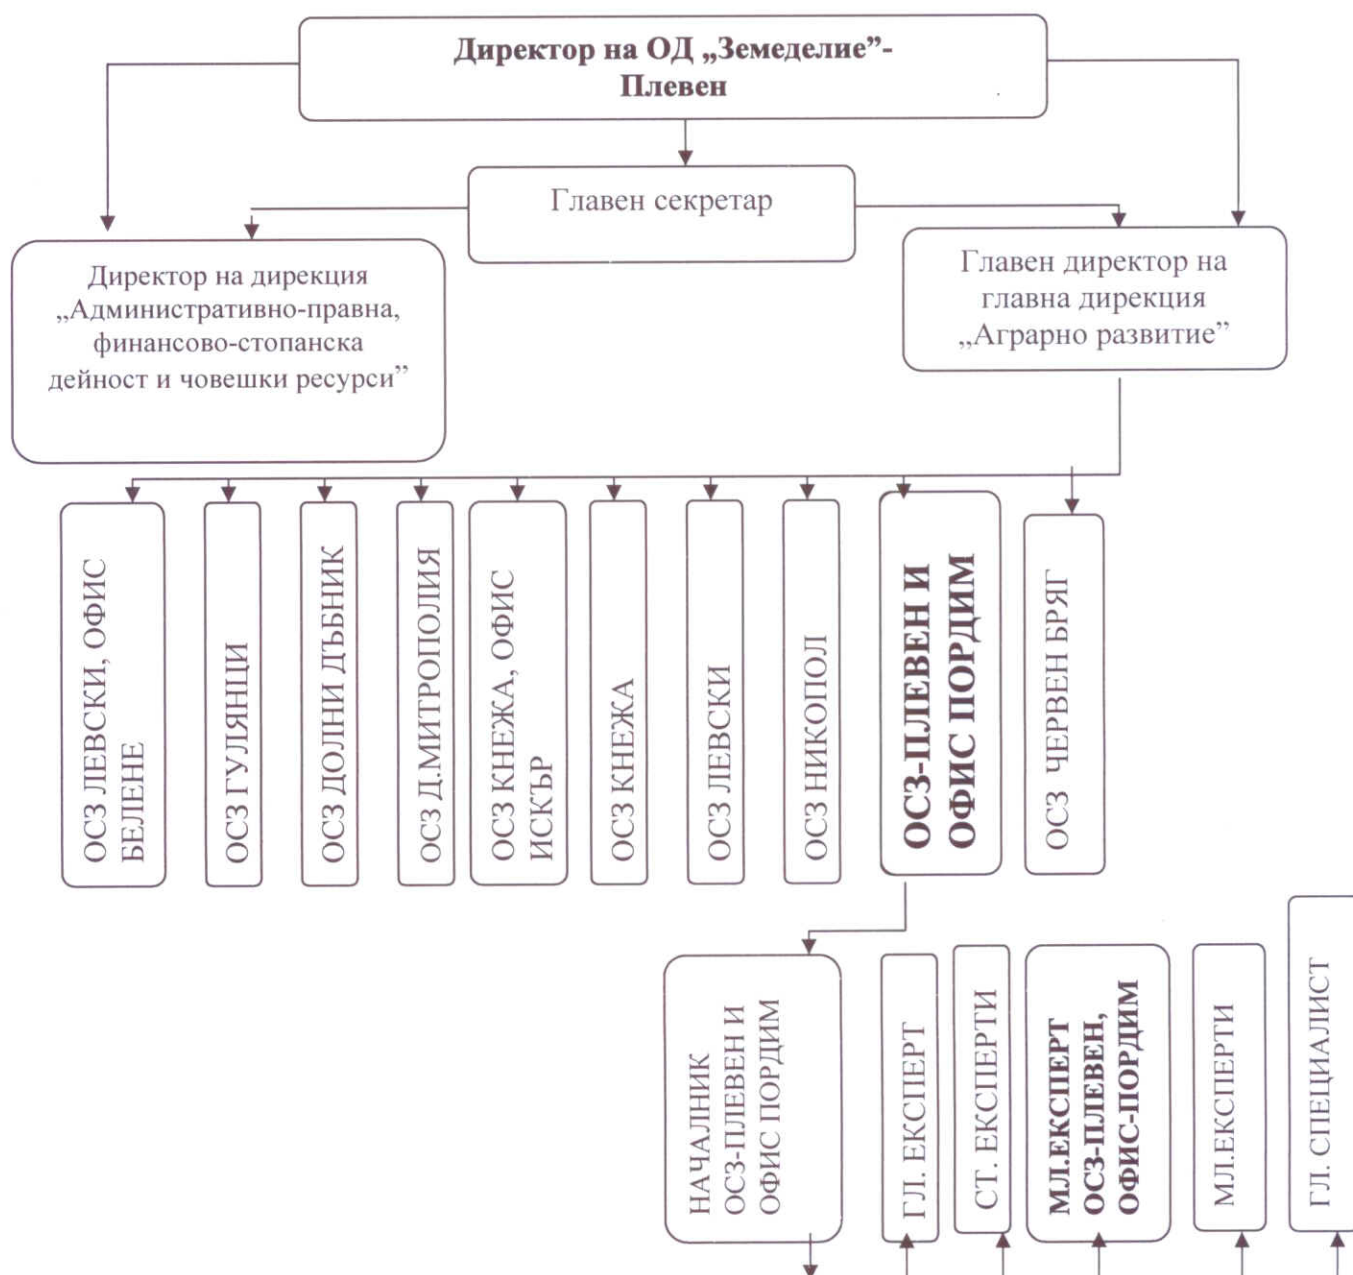 Директор на ОД „Земеделие”-
Плевен
Главен секретар
Директор на дирекция
„Административно-правна,
финансово-стопанска
дейност и човешки ресурси”
Главен директор на
главна дирекция
„Аграрно развитие”
ОСЗ ЛЕВСКИ, ОФИС
БЕЛЕНЕ
ОСЗ ГУЛЯНЦИ
ОСЗ ДОЛНИ ДЪБНИК
ОСЗ Д.МИТРОПОЛИЯ
ОСЗ КНЕЖА, ОФИС
ИСКЪР
ОСЗ КНЕЖА
ОСЗ ЛЕВСКИ
ОСЗ НИКОПОЛ
ОСЗ-ПЛЕВЕН И
ОФИС ПОРДИМ
ОСЗ ЧЕРВЕН БРЯГ
НАЧАЛНИК
ОСЗ-ПЛЕВЕН И
ОФИС ПОРДИМ
ГЛ. ЕКСПЕРТ
СТ. ЕКСПЕРТИ
МЛ.ЕКСПЕРТ
ОСЗ-ПЛЕВЕН,
ОФИС-ПОРДИМ
МЛ.ЕКСПЕРТИ
ГЛ. СПЕЦИАЛИСТ